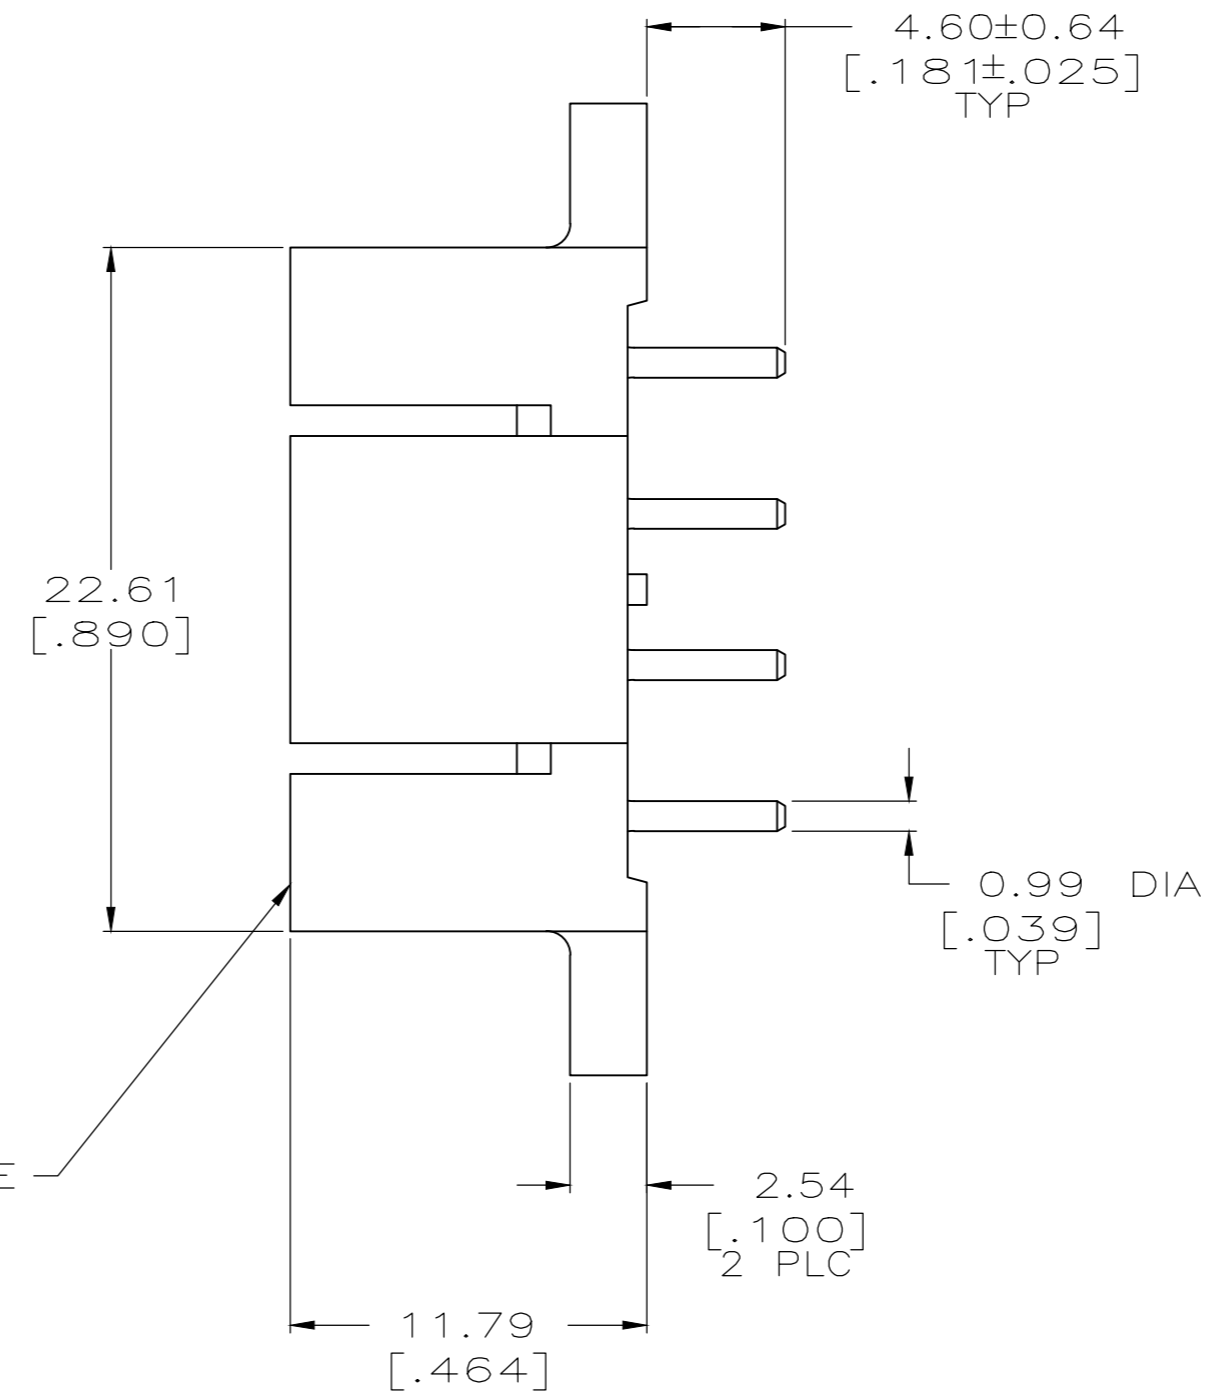 4.60±0.64
[.181±.025]
TYP
22.61
[.890]
0.99 DIA
[.039]
TYP
E
2.54
[.100]
2 PLC
11.79
[.464]